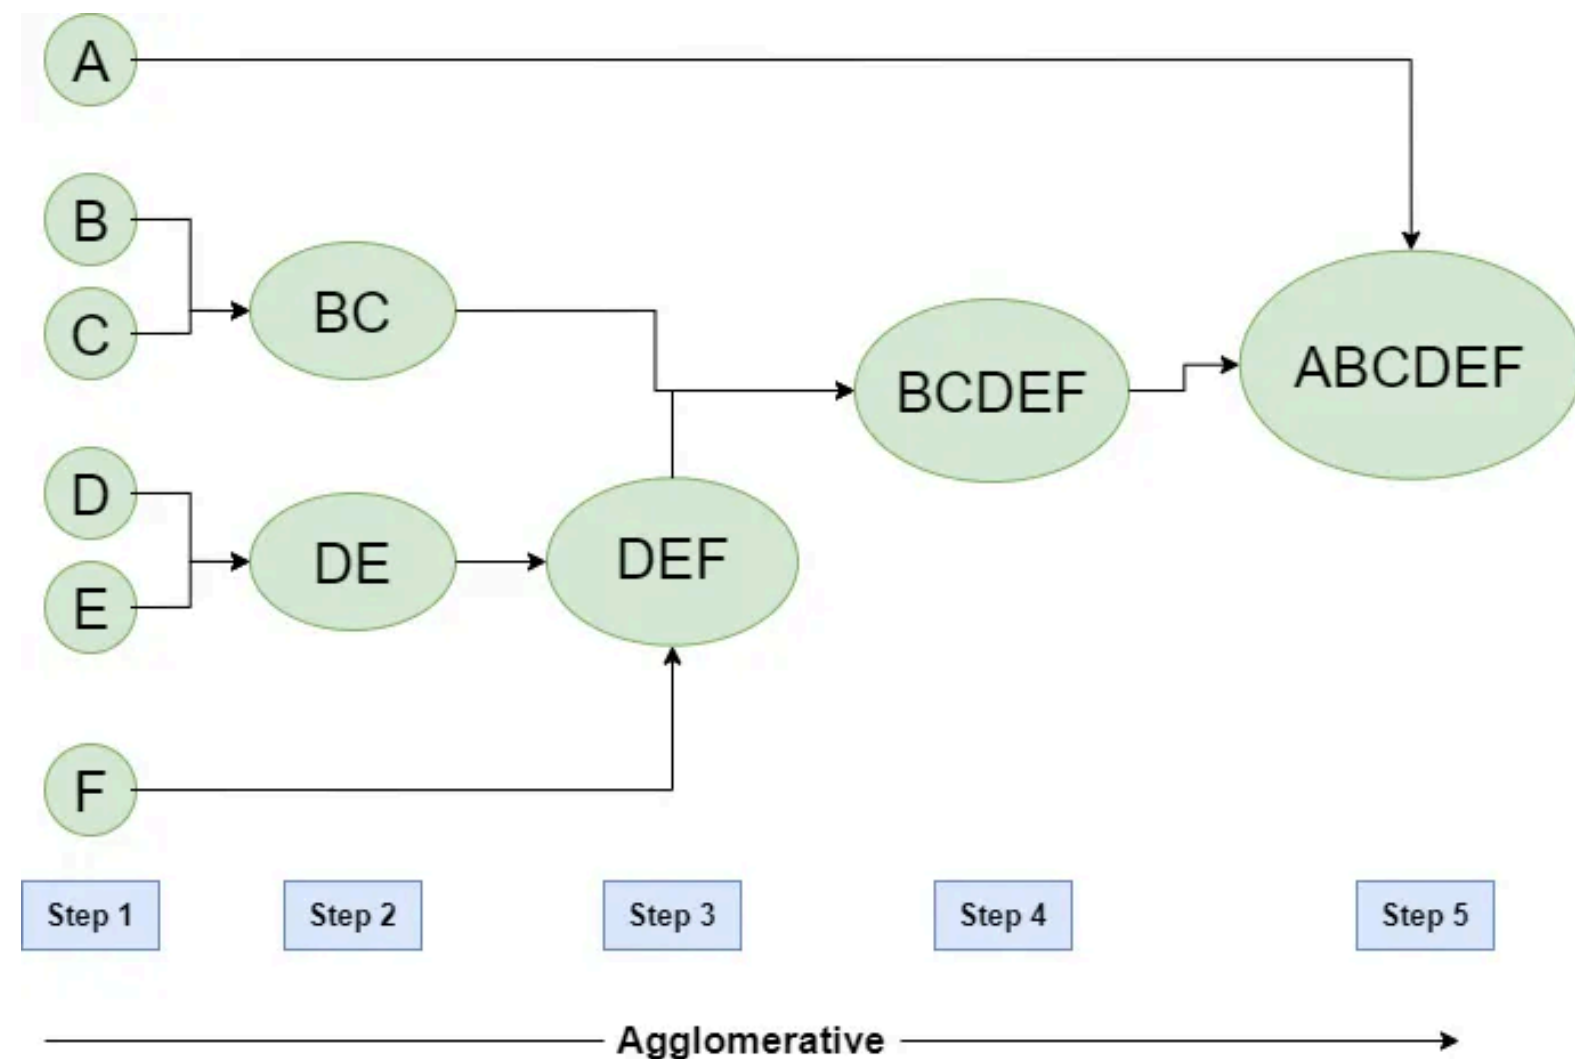 A
B
C
BC
D
E
DE
DEF
BCDEF
ABCDEF
F
Step 1
Step 2
Step 3
Step 4
Step 5
Agglomerative